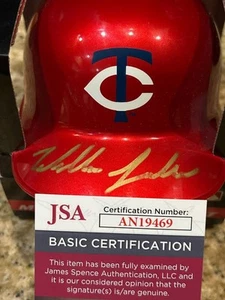 TC
JSA
Certification Number:
AN19469
BASIC CERTIFICATION
This item has been fully examined by
James Spence Authentication, LLC and
it is our considered opinion that the
signature(s) is/are genuine.